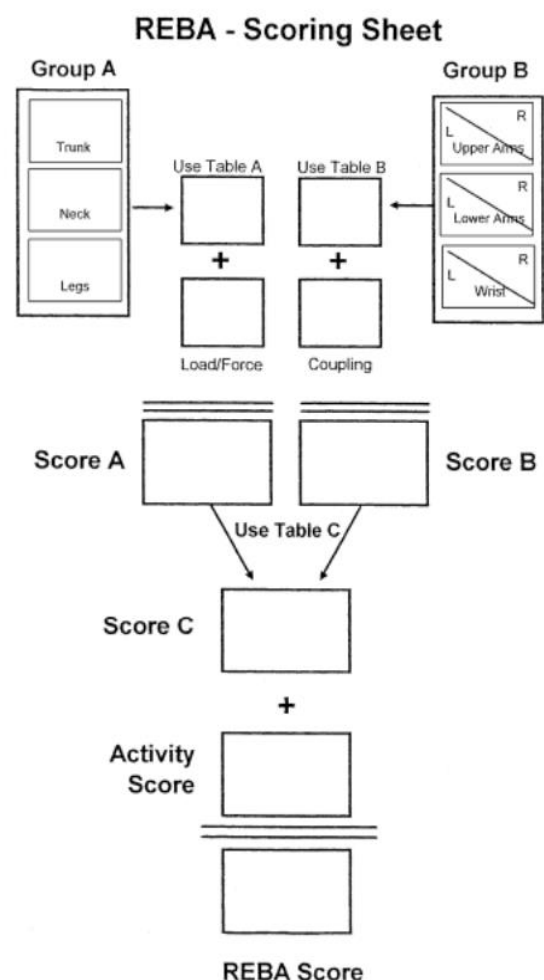 REBA - Scoring Sheet
Group A
Group B
Trunk
Neck
Legs
Use Table A
Use Table B
L
R
Upper Arms
L
R
Lower Arms
L
R
Wrist
+
+
Load/Force
Coupling
Score A
Score B
Use Table C
Score C
+
Activity
Score
REBA Score